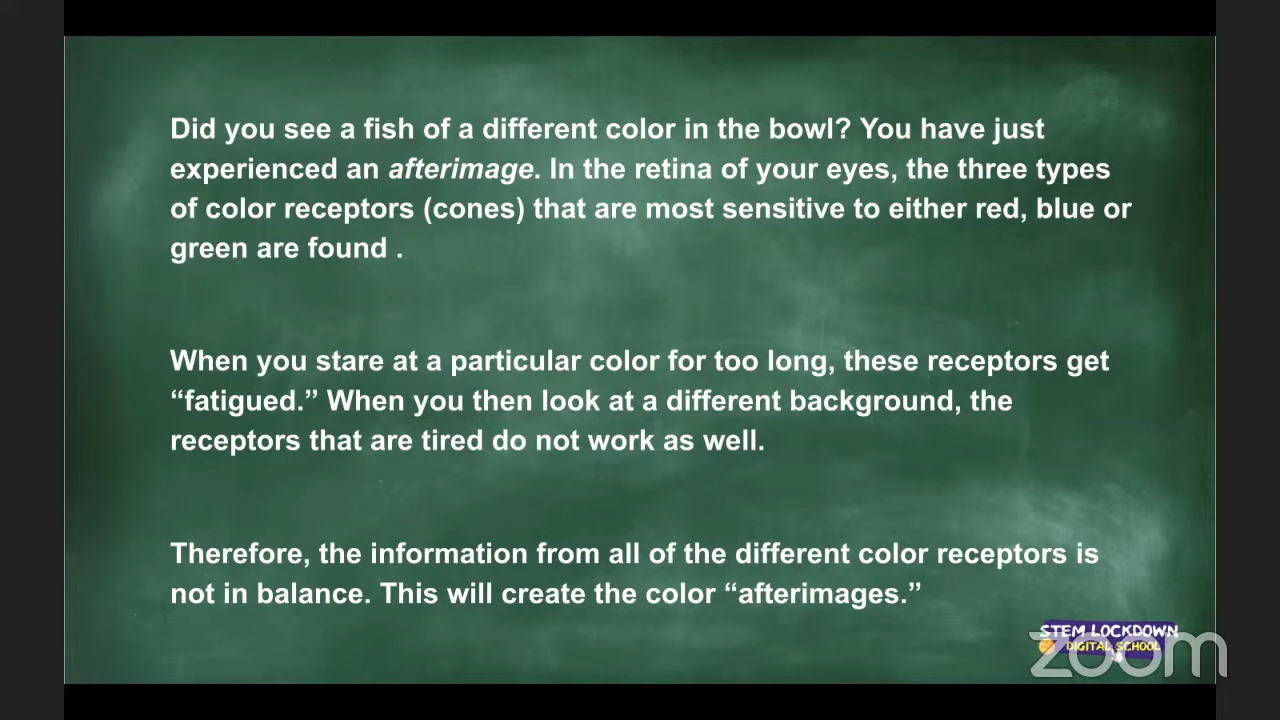 Did you see a fish of a different color in the bowl? You have just
experienced an afterimage. In the retina of your eyes, the three types
of color receptors (cones) that are most sensitive to either red, blue or
green are found .
When you stare at a particular color for too long, these receptors get
“fatigued.” When you then look at a different background, the
receptors that are tired do not work as well.
Therefore, the information from all of the different color receptors is
not in balance. This will create the color “afterimages.”
STEM LOCKDOWN
DIGITAL SCHOOL
zoom